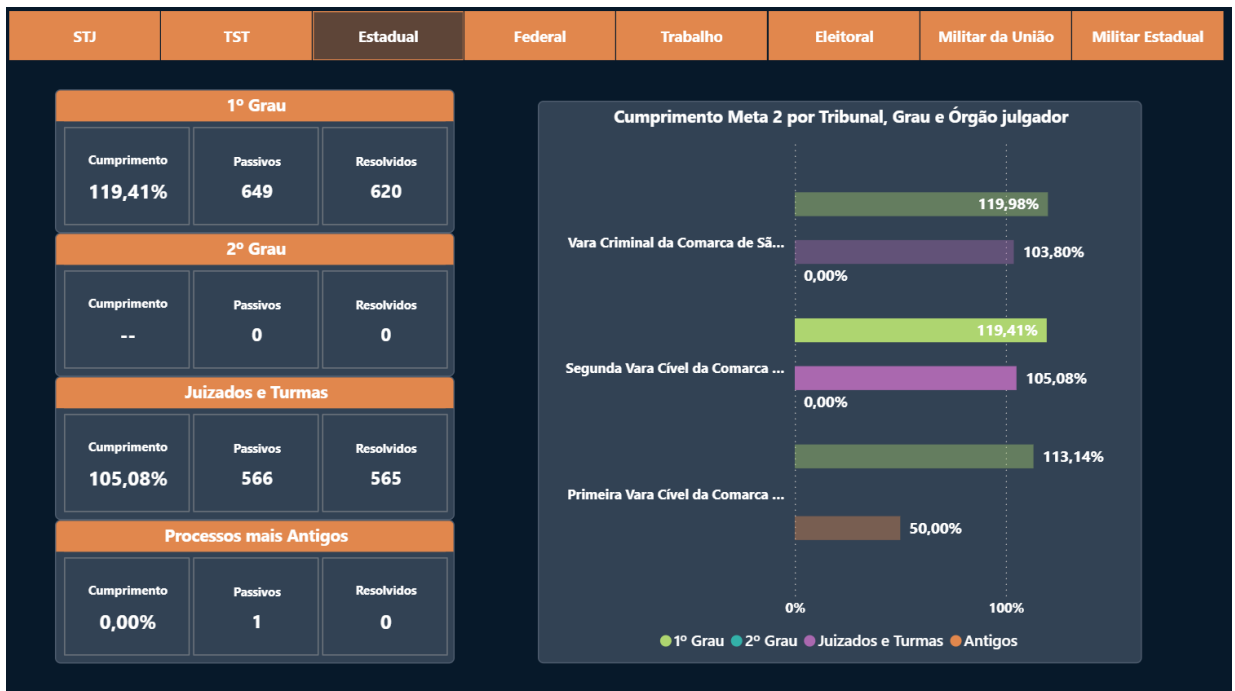 STJ TST Estadual Federal Trabalho Eleitoral Militar da União Militar Estadual
1º Grau
Cumprimento Passivos Resolvidos
119,41% 649 620
2º Grau
Cumprimento Passivos Resolvidos
-- 0 0
Juizados e Turmas
Cumprimento Passivos Resolvidos
105,08% 566 565
Processos mais Antigos
Cumprimento Passivos Resolvidos
0,00% 1 0
Cumprimento Meta 2 por Tribunal, Grau e Órgão julgador
119,98%
Vara Criminal da Comarca de Sã...
103,80%
0,00%
119,41%
Segunda Vara Cível da Comarca ...
105,08%
0,00%
113,14%
Primeira Vara Cível da Comarca ...
50,00%
0% 100%
1º Grau 2º Grau Juizados e Turmas Antigos